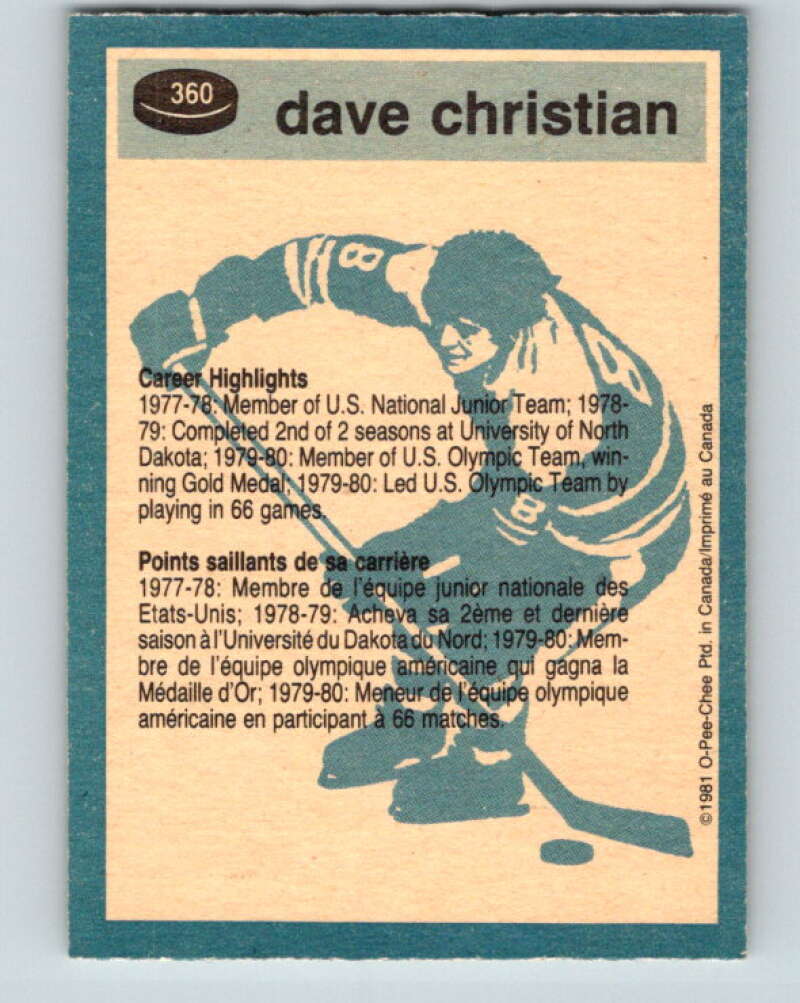 360
dave christian
8
8
8
Career Highlights
1977-78: Member of U.S. National Junior Team; 1978-
79: Completed 2nd of 2 seasons at University of North
Dakota; 1979-80: Member of U.S. Olympic Team, win-
ning Gold Medal; 1979-80: Led U.S. Olympic Team by
playing in 66 games.
Points saillants de sa carrière
1977-78: Membre de l'équipe junior nationale des
Etats-Unis; 1978-79: Acheva sa 2ème et dernière
saison à l'Université du Dakota du Nord; 1979-80: Mem-
bre de l'équipe olympique américaine qui gagna la
Médaille d'Or; 1979-80: Meneur de l'équipe olympique
américaine en participant à 66 matches.
©1981 O-Pee-Chee Ptd. in Canada/Imprimé au Canada